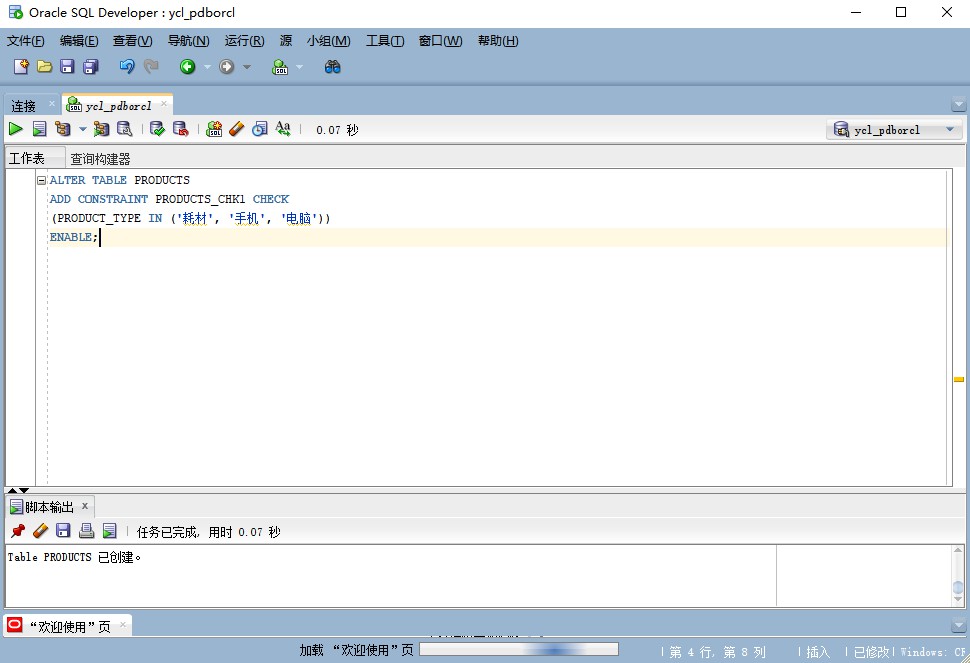 Oracle SQL Developer : ycl_pdborcl
文件(F) 编辑(E) 查看(V) 导航(N) 运行(R) 源 小组(M) 工具(T) 窗口(W) 帮助(H)
连接 ycl_pdborcl
0.07 秒 ycl_pdborcl
工作表 查询构建器
ALTER TABLE PRODUCTS
ADD CONSTRAINT PRODUCTS_CHK1 CHECK
(PRODUCT_TYPE IN ('耗材', '手机', '电脑'))
ENABLE;
脚本输出
任务已完成, 用时 0.07 秒
Table PRODUCTS 已创建。
“欢迎使用”页
加载 “欢迎使用”页 第 4 行, 第 8 列 插入 已修改 Windows: